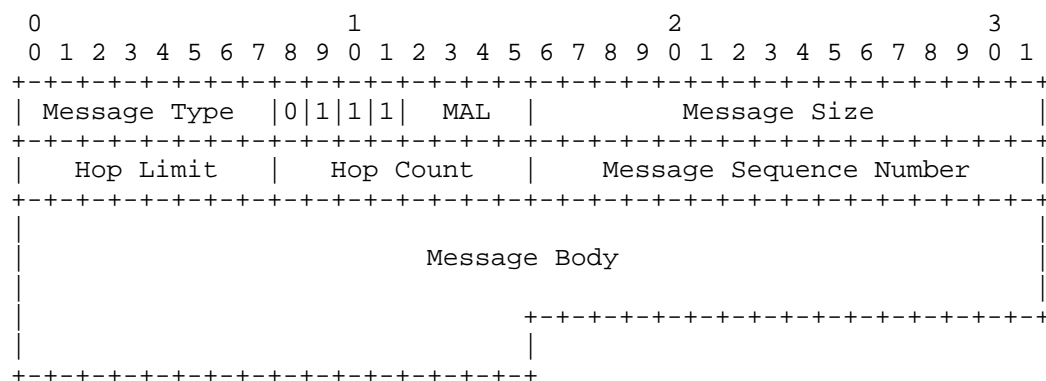 0                   1                   2                   3
 0 1 2 3 4 5 6 7 8 9 0 1 2 3 4 5 6 7 8 9 0 1 2 3 4 5 6 7 8 9 0 1
+-+-+-+-+-+-+-+-+-+-+-+-+-+-+-+-+-+-+-+-+-+-+-+-+-+-+-+-+-+-+-+-+
| Message Type  |0|1|1|1|  MAL  |         Message Size          |
+-+-+-+-+-+-+-+-+-+-+-+-+-+-+-+-+-+-+-+-+-+-+-+-+-+-+-+-+-+-+-+-+
|   Hop Limit   |   Hop Count   |    Message Sequence Number    |
+-+-+-+-+-+-+-+-+-+-+-+-+-+-+-+-+-+-+-+-+-+-+-+-+-+-+-+-+-+-+-+-+
|                                                               |
|                         Message Body                          |
|                                                               |
|                               +-+-+-+-+-+-+-+-+-+-+-+-+-+-+-+-+
|                               |
+-+-+-+-+-+-+-+-+-+-+-+-+-+-+-+-+